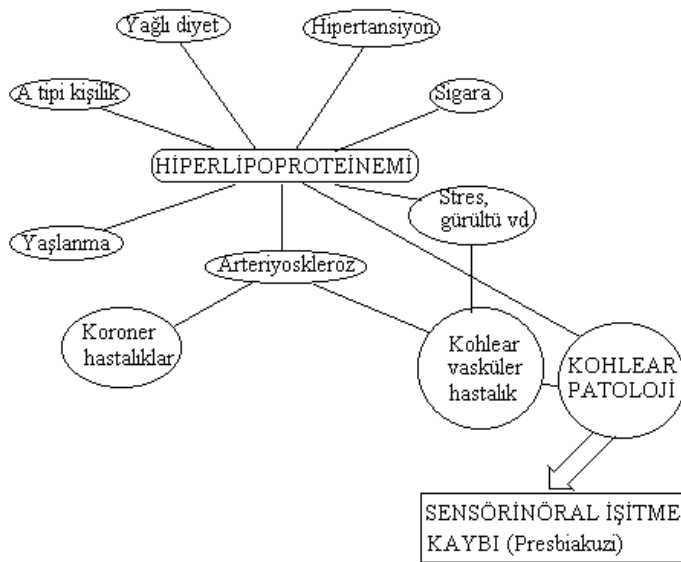 Yağlı diyet
Hipertansiyon
A tipi kişilik
Sigara
HİPERLİPOPROTEİNEMİ
Stres,
gürültü vd
Yaşlanma
Arteriyoskleroz
Koroner
hastalıklar
Kohlear
vasküler
hastalık
KOHLEAR
PATOLOJİ
SENSÖRİNÖRAL İŞİTME
KAYBI (Presbiakuzi)